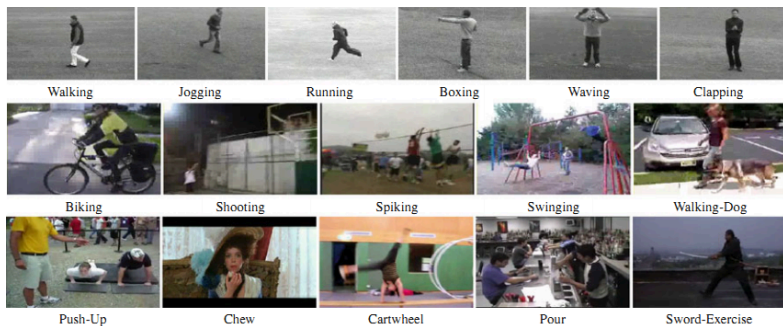 Walking Jogging Running Boxing Waving Clapping
Biking Shooting Spiking Swinging Walking-Dog
Push-Up Chew Cartwheel Pour Sword-Exercise